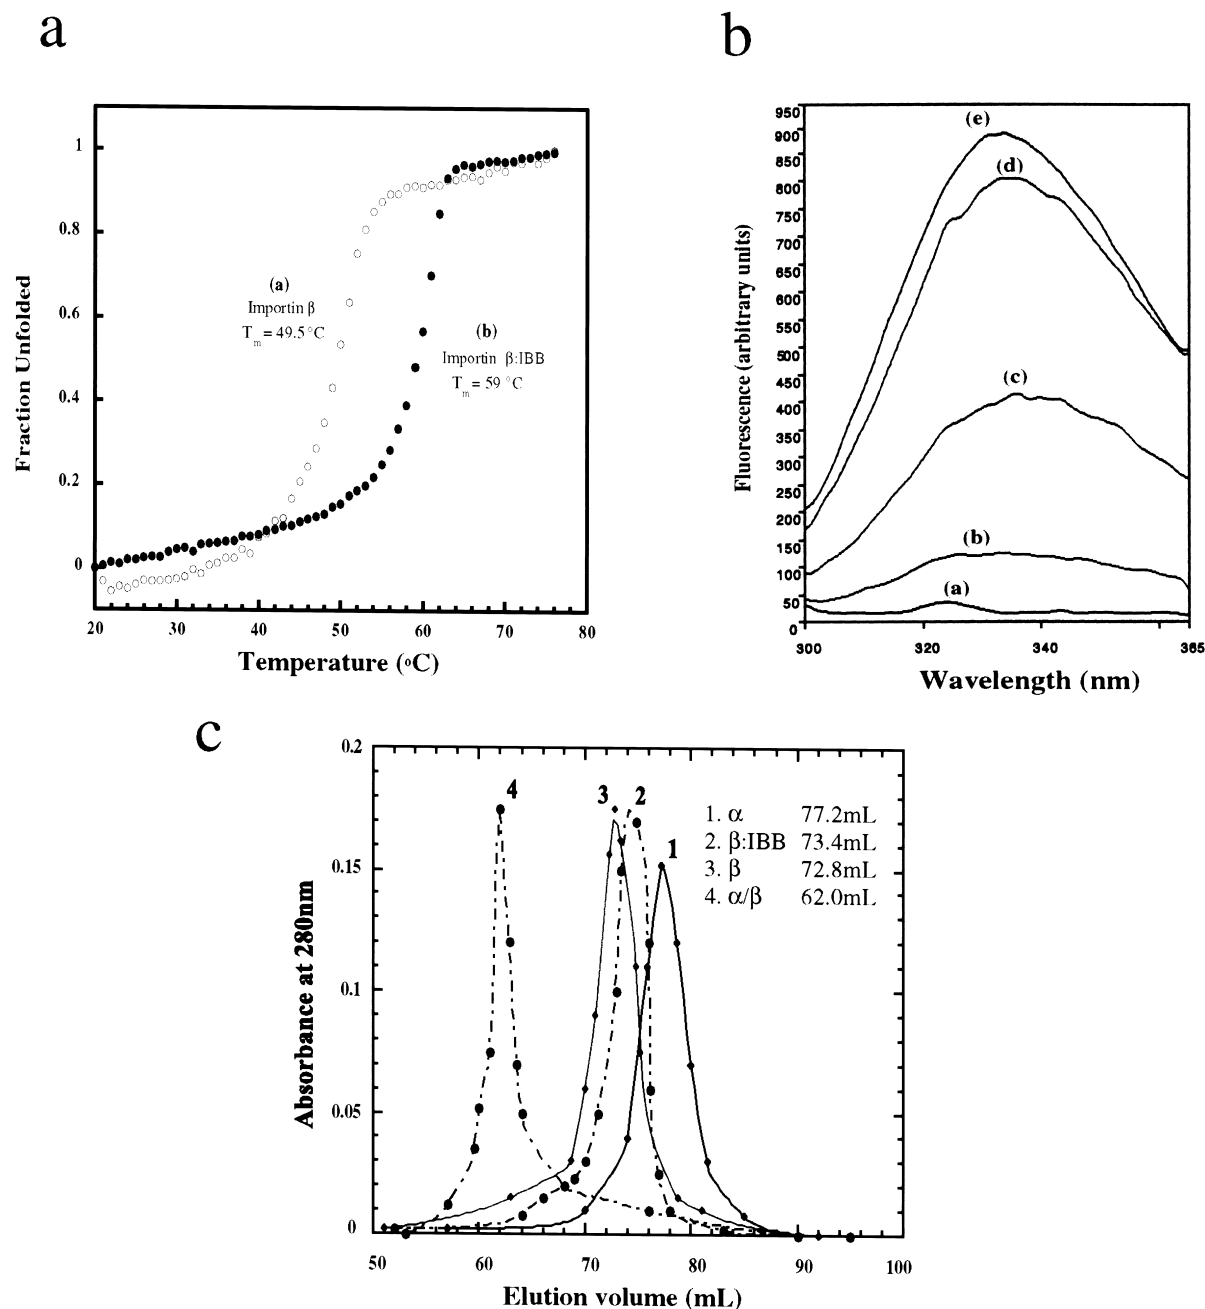 a
1
0.8
0.6
0.4
0.2
0
Fraction Unfolded
(a)
Importin β
Tm = 49.5 °C
(b)
Importin β:IBB
Tm = 59 °C
20 30 40 50 60 70 80
Temperature (°C)
b
950
900
850
800
750
700
650
600
550
500
450
400
350
300
250
200
150
100
50
0
Fluorescence (arbitrary units)
(e)
(d)
(c)
(b)
(a)
300 320 340 365
Wavelength (nm)
c
0.2
0.15
0.1
0.05
0
Absorbance at 280nm
4
3
2
1
1. α 77.2mL
2. β:IBB 73.4mL
3. β 72.8mL
4. α/β 62.0mL
50 60 70 80 90 100
Elution volume (mL)